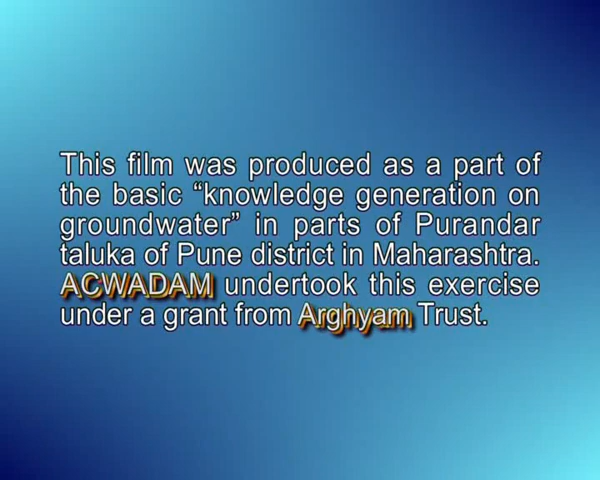 This film was produced as a part of
the basic “knowledge generation on
groundwater” in parts of Purandar
taluka of Pune district in Maharashtra.
ACWADAM undertook this exercise
under a grant from Arghyam Trust.